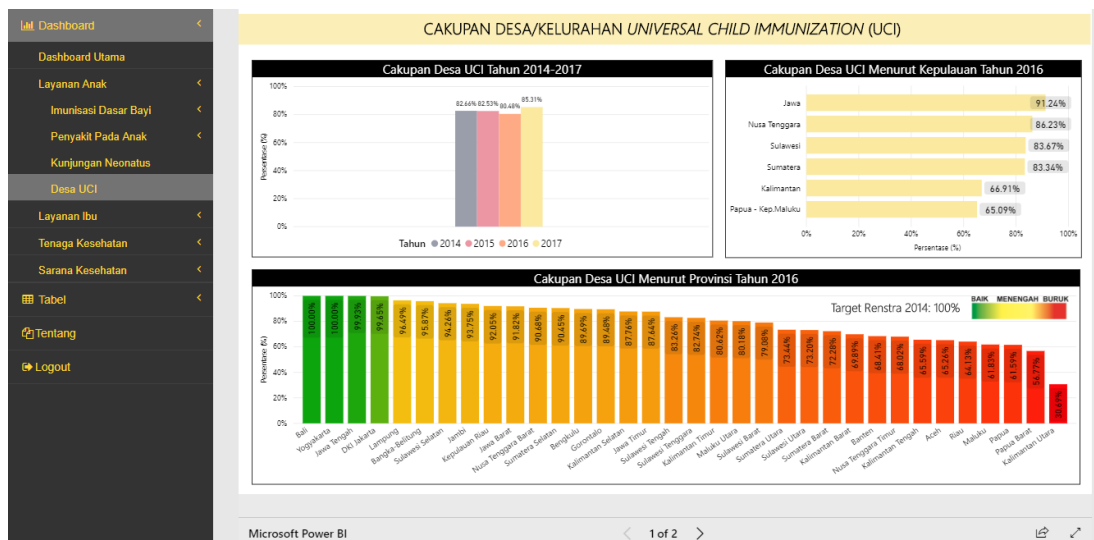 Dashboard
Dashboard Utama
Layanan Anak
Imunisasi Dasar Bayi
Penyakit Pada Anak
Kunjungan Neonatus
Desa UCI
Layanan Ibu
Tenaga Kesehatan
Sarana Kesehatan
Tabel
Tentang
Logout
CAKUPAN DESA/KELURAHAN UNIVERSAL CHILD IMMUNIZATION (UCI)
Cakupan Desa UCI Tahun 2014-2017
Persentase (%)
100%
80%
60%
40%
20%
0%
82.66% 82.53% 80.48% 85.31%
Tahun 2014 2015 2016 2017
Cakupan Desa UCI Menurut Kepulauan Tahun 2016
Jawa 91.24%
Nusa Tenggara 86.23%
Sulawesi 83.67%
Sumatera 83.34%
Kalimantan 66.91%
Papua - Kep.Maluku 65.09%
0% 20% 40% 60% 80% 100%
Persentase (%)
Cakupan Desa UCI Menurut Provinsi Tahun 2016
Target Renstra 2014: 100%
BAIK MENENGAH BURUK
Persentase (%)
100%
80%
60%
40%
20%
0%
100.00% 100.00% 99.93% 99.65% 96.49% 95.87% 94.26% 93.75% 92.05% 91.82% 90.68% 90.45% 89.69% 89.48% 87.76% 87.64% 83.26% 82.74% 80.62% 80.18% 79.08% 73.44% 73.20% 72.28% 69.89% 68.41% 68.02% 65.59% 65.26% 64.13% 61.83% 61.59% 56.77% 30.69%
Bali
Yogyakarta
Jawa Tengah
DKI Jakarta
Lampung
Bangka-Belitung
Sulawesi Selatan
Jambi
Kepulauan Riau
Jawa Barat
Nusa Tenggara Barat
Sumatera Selatan
Bengkulu
Gorontalo
Kalimantan Selatan
Jawa Timur
Sulawesi Tengah
Sulawesi Tenggara
Kalimantan Timur
Maluku Utara
Sulawesi Barat
Sumatera Utara
Sulawesi Utara
Sumatera Barat
Kalimantan Barat
Banten
Nusa Tenggara Timur
Kalimantan Tengah
Aceh
Riau
Maluku
Papua
Papua Barat
Kalimantan Utara
Microsoft Power BI
1 of 2